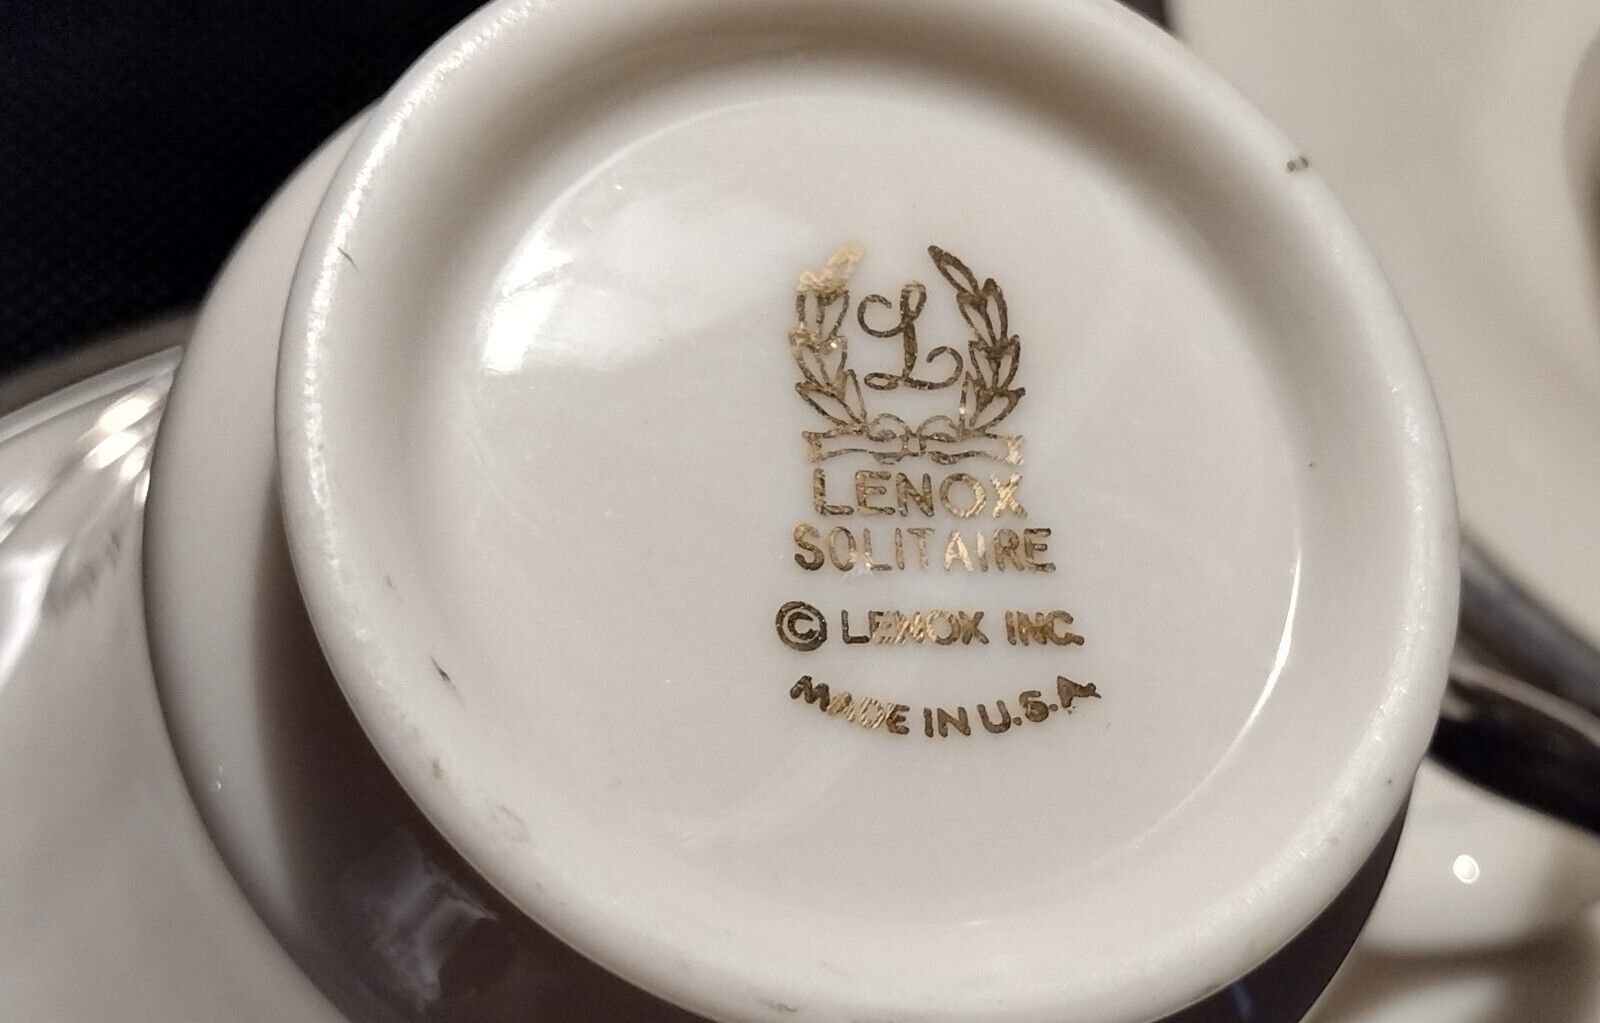 L
LENOX
SOLITAIRE
© LENOX INC.
MADE IN U.S.A.